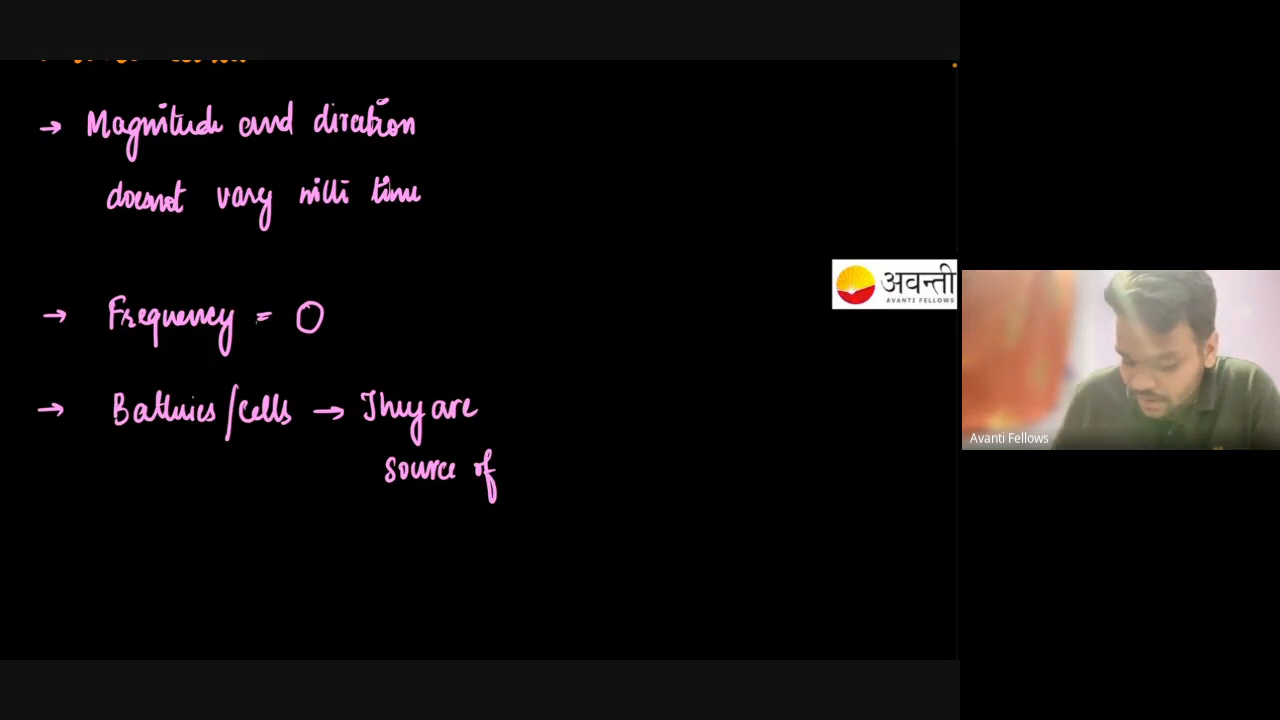 → Magnitude and direction
doesnot vary with time
→ Frequency = 0
→ Batteries/cells → They are
source of
अवन्ती
AVANTI FELLOWS
Avanti Fellows